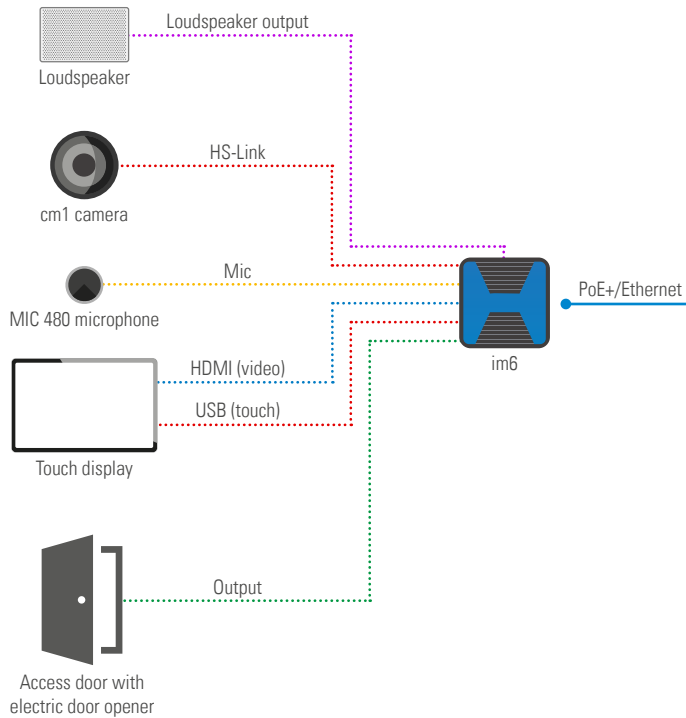 Loudspeaker output
Loudspeaker
HS-Link
cm1 camera
Mic
MIC 480 microphone
PoE+/Ethernet
im6
HDMI (video)
USB (touch)
Touch display
Output
Access door with
electric door opener